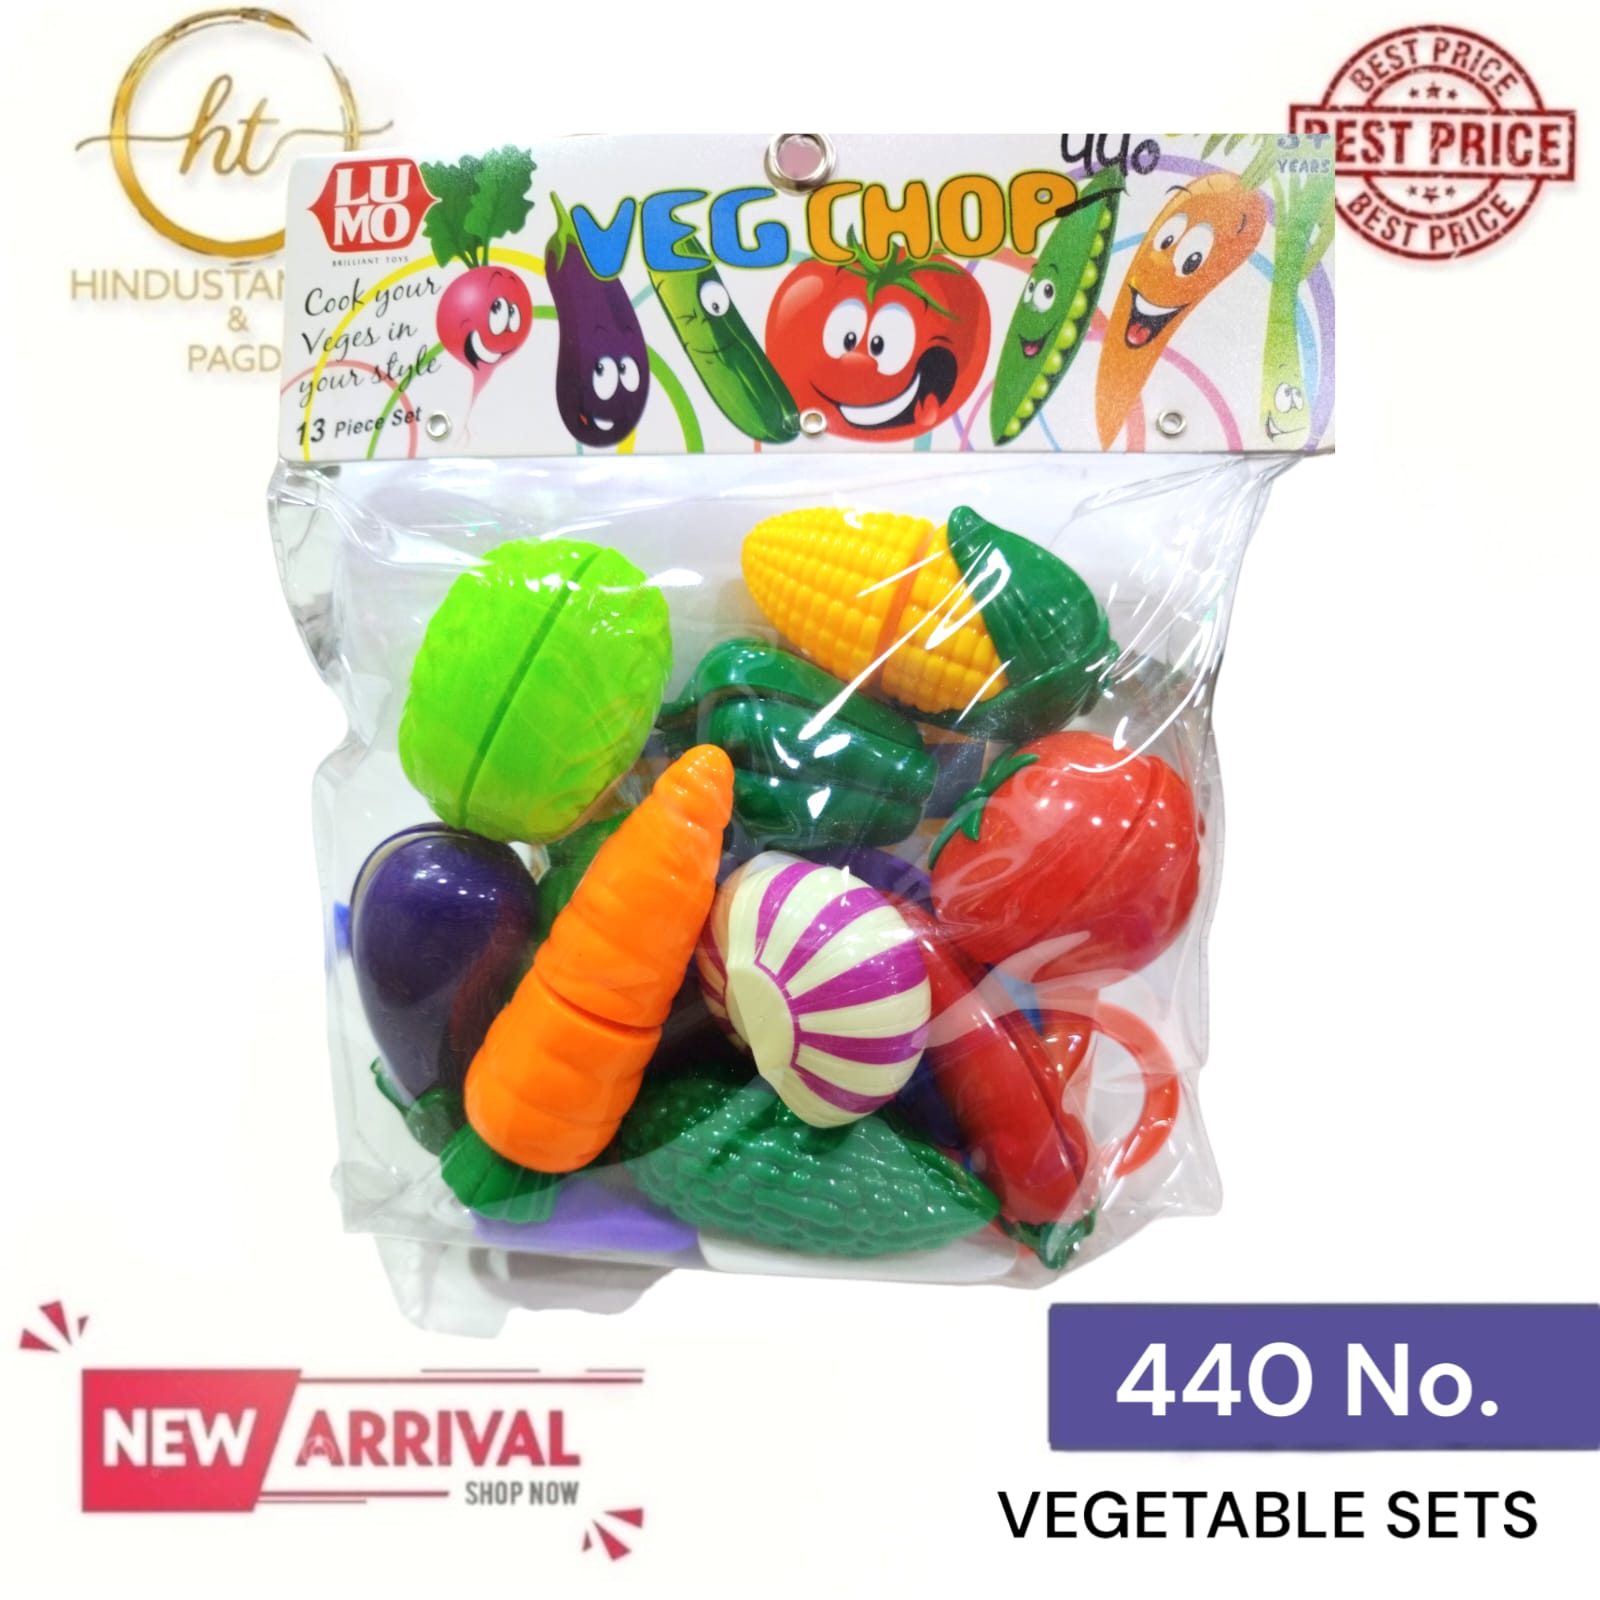 ht
HINDUSTAN
&
PAGD
BEST PRICE
BEST PRICE
BEST PRICE
LU
MO
BRILLIANT TOYS
VEG CHOP
440
3+
YEARS
Cook your
Veges in
your style
13 Piece Set
NEW ARRIVAL
SHOP NOW
440 No.
VEGETABLE SETS